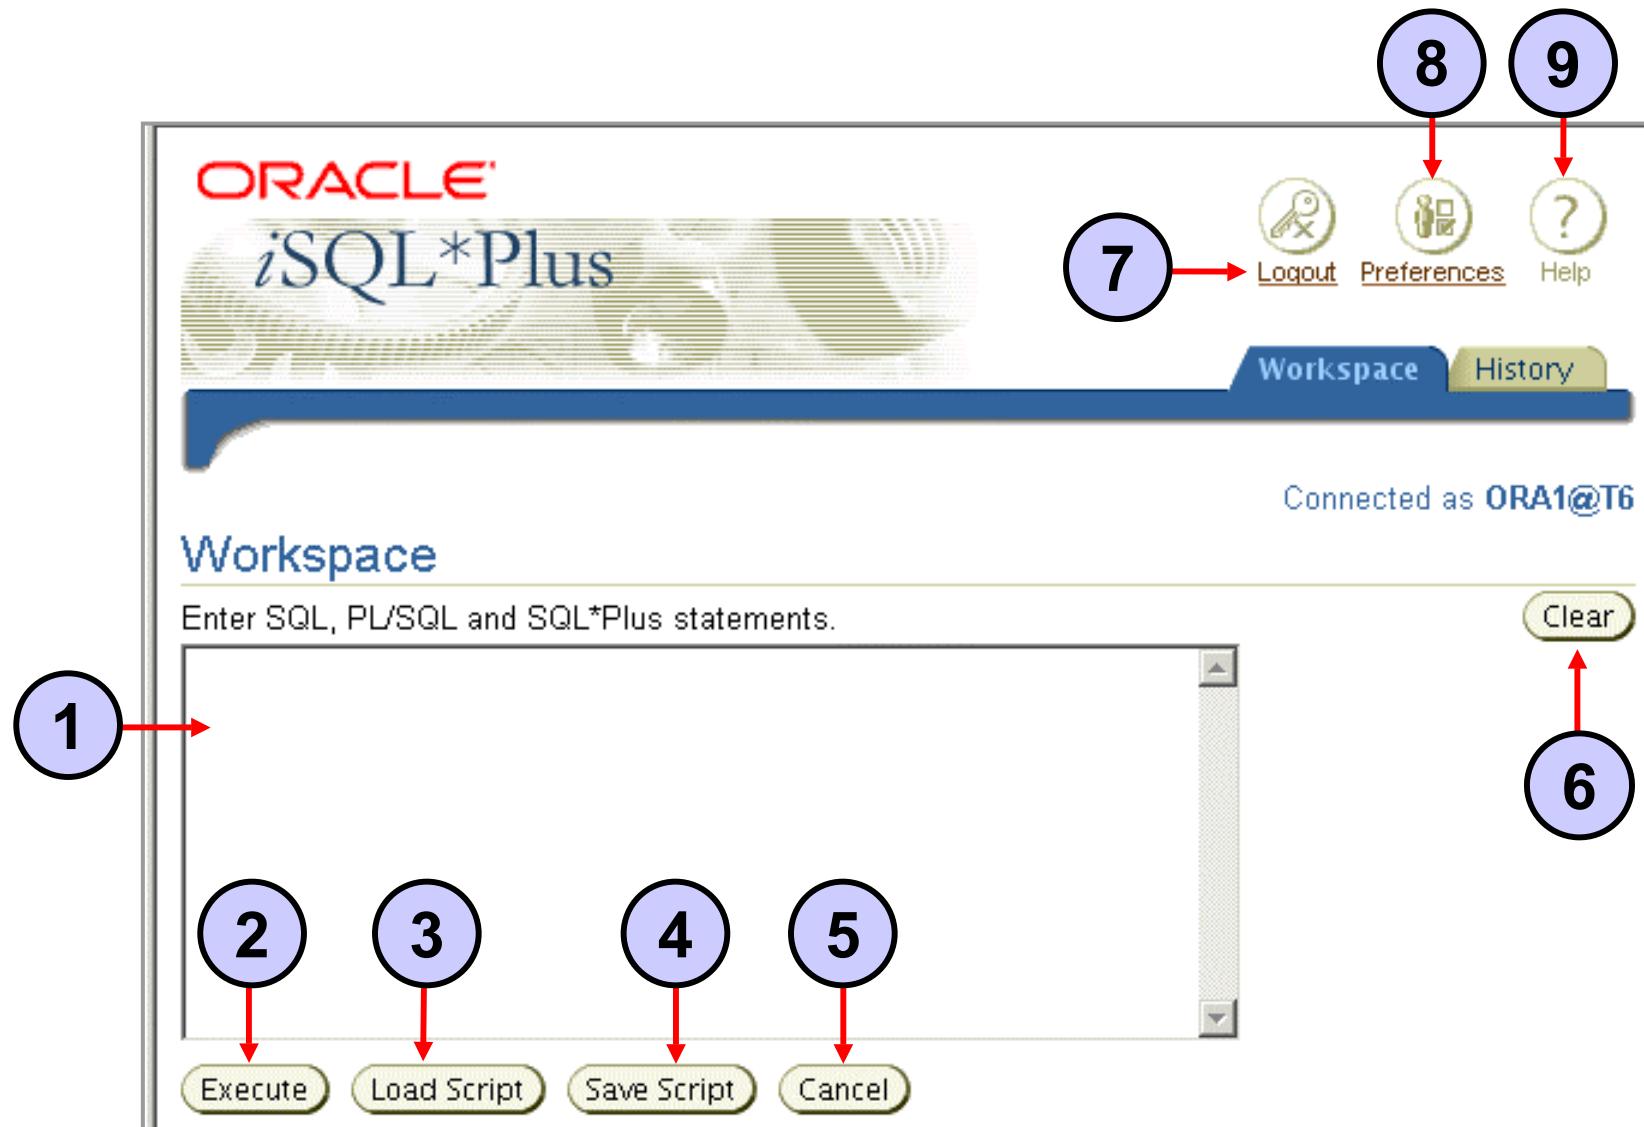 8 9
ORACLE
iSQL*Plus
7
Logout Preferences Help
Workspace History
Connected as ORA1@T6
Workspace
Enter SQL, PL/SQL and SQL*Plus statements.
Clear
1
6
2 3 4 5
Execute Load Script Save Script Cancel